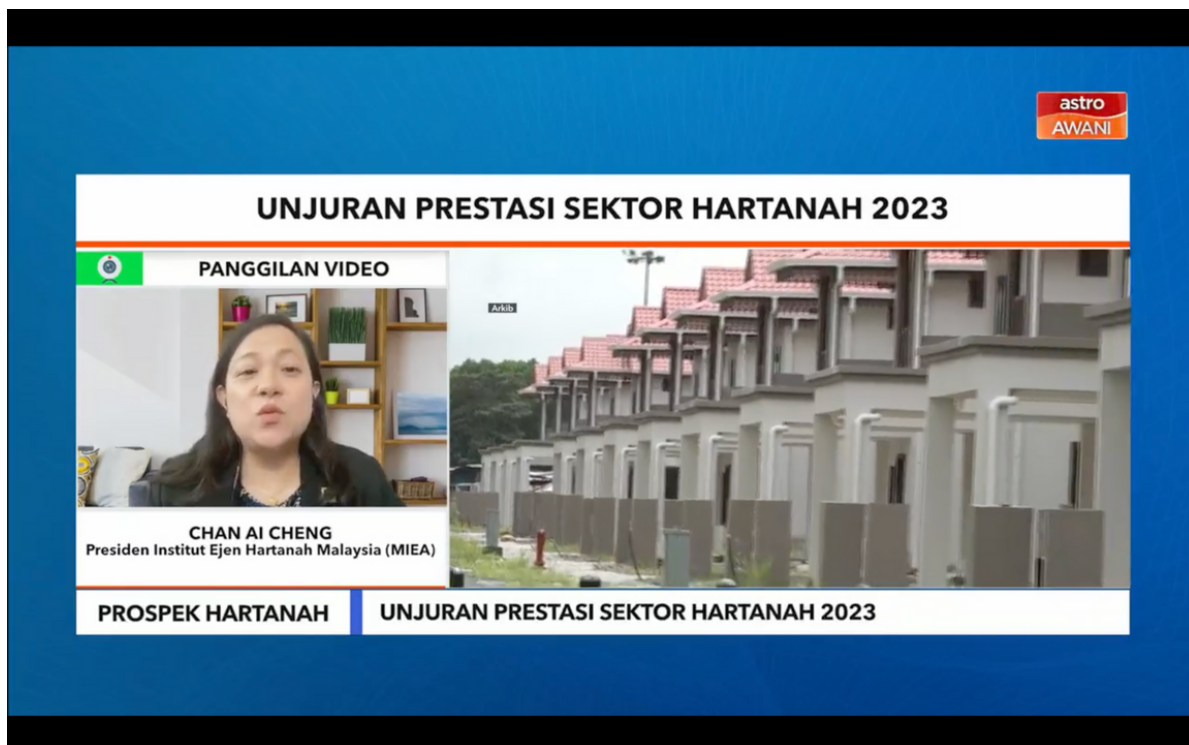 astro
AWANI
UNJURAN PRESTASI SEKTOR HARTANAH 2023
PANGGILAN VIDEO
Arkib
CHAN AI CHENG
Presiden Institut Ejen Hartanah Malaysia (MIEA)
PROSPEK HARTANAH
UNJURAN PRESTASI SEKTOR HARTANAH 2023